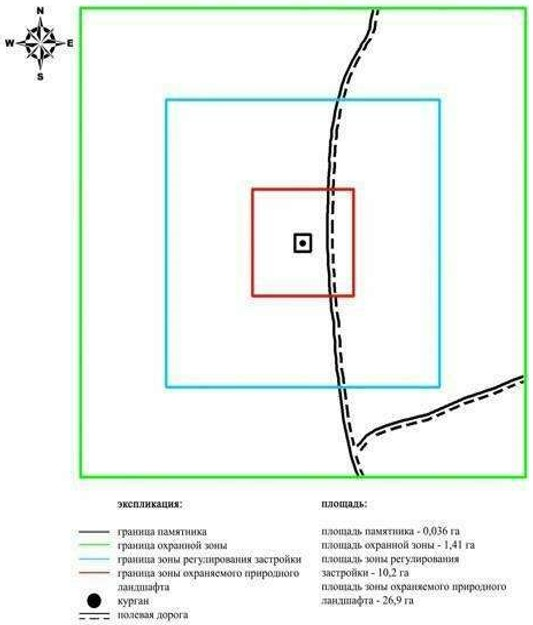 N
W E
S
экспликация:
граница памятника
граница охранной зоны
граница зоны регулирования застройки
граница зоны охраняемого природного
ландшафта
курган
полевая дорога
площадь:
площадь памятника - 0,036 га
площадь охранной зоны - 1,41 га
площадь зоны регулирования
застройки - 10,2 га
площадь зоны охраняемого природного
ландшафта - 26,9 га